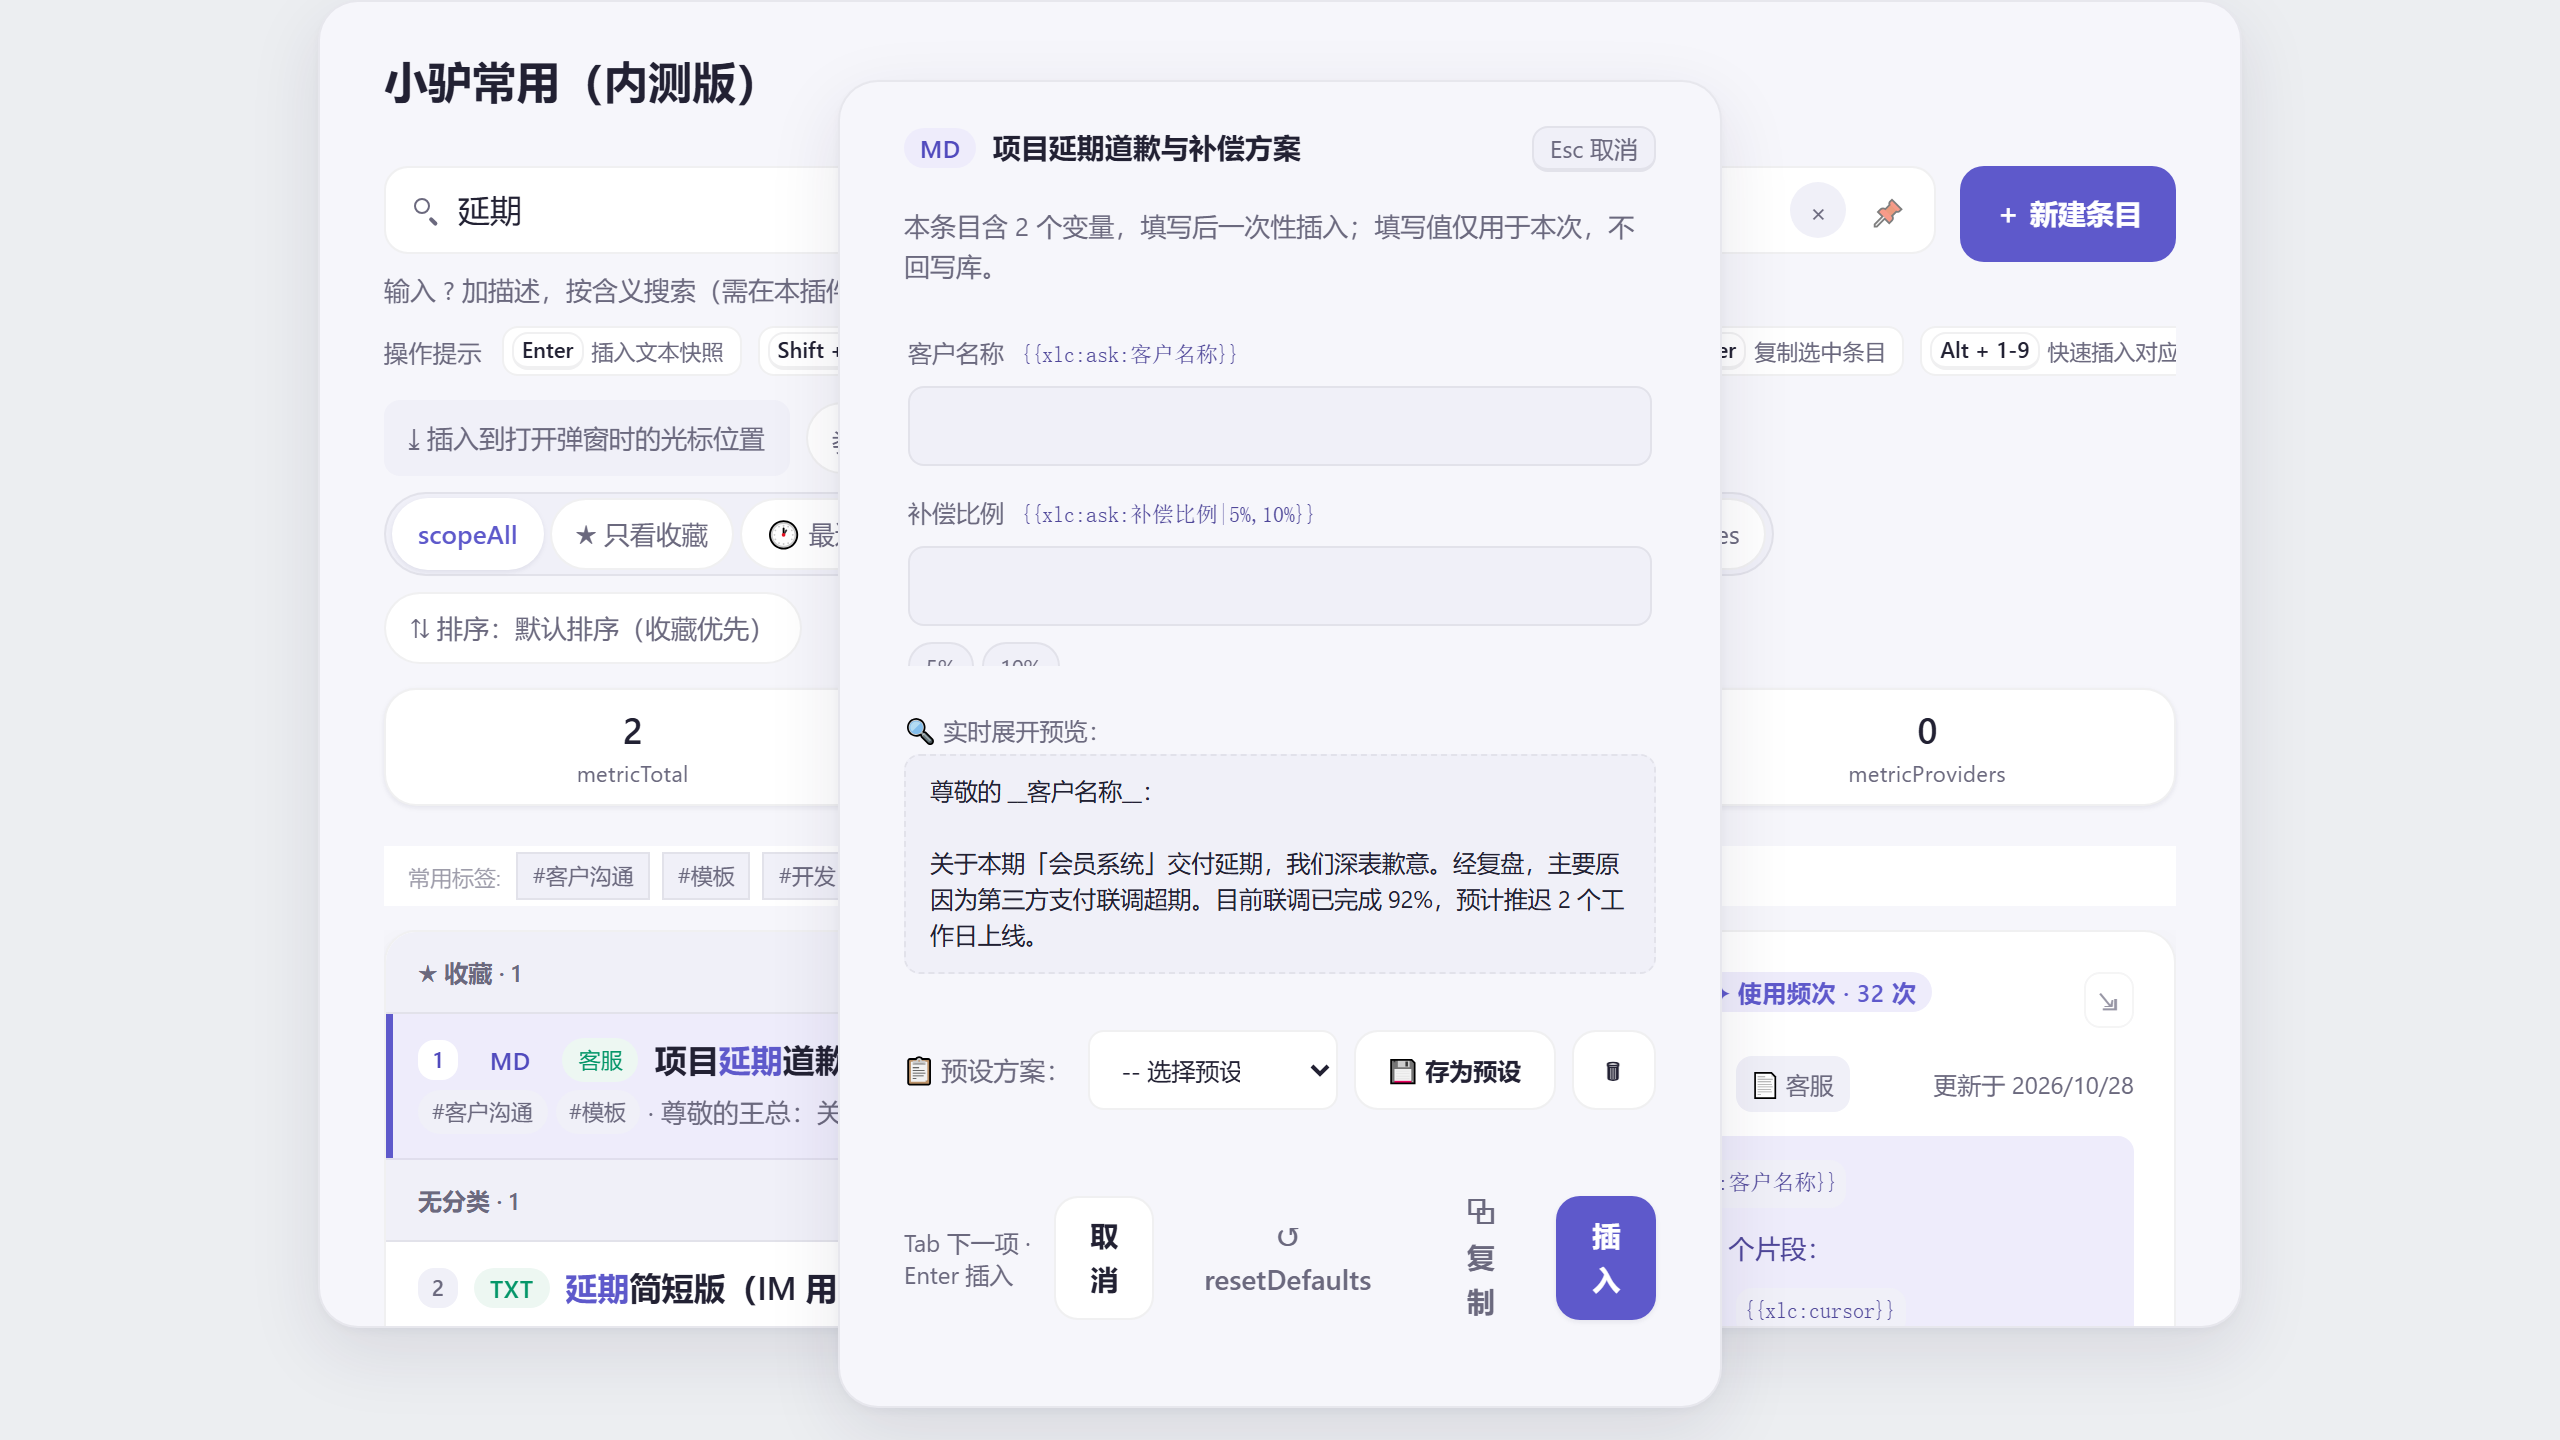 小驴常用（内测版）
延期
×
+ 新建条目
输入 ? 加描述，按含义搜索（需在本插件
操作提示 Enter 插入文本快照 Shift +
er 复制选中条目 Alt + 1-9 快速插入对应
⤓ 插入到打开弹窗时的光标位置
scopeAll ★ 只看收藏 最
es
⇅ 排序：默认排序（收藏优先）
2
metricTotal
0
metricProviders
常用标签: #客户沟通 #模板 #开发
★ 收藏 · 1
1 MD 客服 项目延期道歉
#客户沟通 #模板 · 尊敬的王总：关
无分类 · 1
2 TXT 延期简短版（IM 用
使用频次 · 32 次
客服 更新于 2026/10/28
:客户名称}}
个片段：
{{xlc:cursor}}
MD 项目延期道歉与补偿方案 Esc 取消
本条目含 2 个变量，填写后一次性插入；填写值仅用于本次，不
回写库。
客户名称 {{xlc:ask:客户名称}}
补偿比例 {{xlc:ask:补偿比例|5%,10%}}
5% 10%
🔍 实时展开预览：
尊敬的 __客户名称__：
关于本期「会员系统」交付延期，我们深表歉意。经复盘，主要原
因为第三方支付联调超期。目前联调已完成 92%，预计推迟 2 个工
作日上线。
📋 预设方案： -- 选择预设 💾 存为预设 🗑
Tab 下一项 ·
Enter 插入
取
消
↺
resetDefaults
复
制
插
入